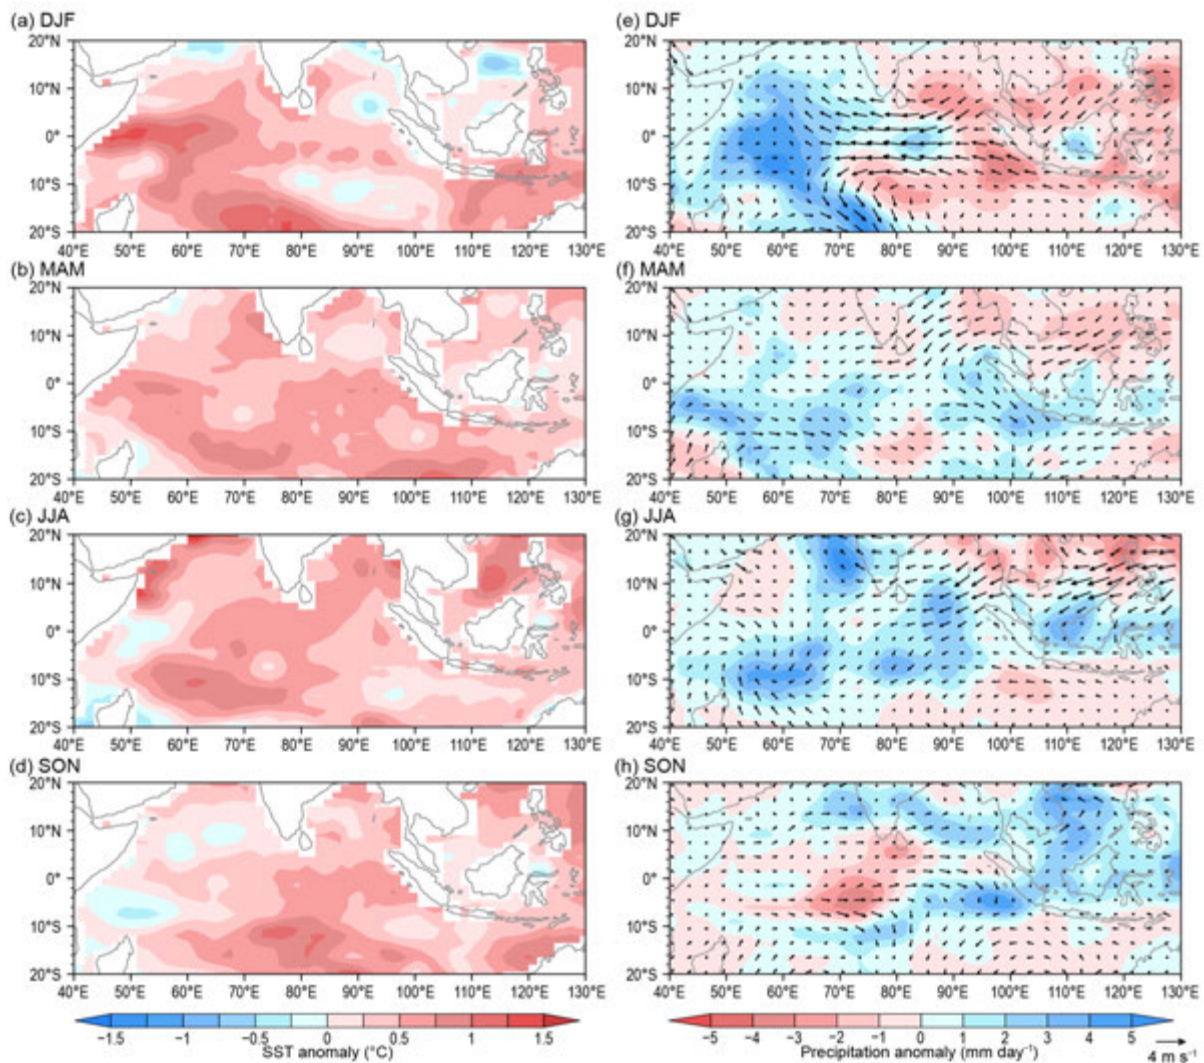 (a) DJF
20°N
10°N
0°
10°S
20°S
40°E 50°E 60°E 70°E 80°E 90°E 100°E 110°E 120°E 130°E
(b) MAM
20°N
10°N
0°
10°S
20°S
40°E 50°E 60°E 70°E 80°E 90°E 100°E 110°E 120°E 130°E
(c) JJA
20°N
10°N
0°
10°S
20°S
40°E 50°E 60°E 70°E 80°E 90°E 100°E 110°E 120°E 130°E
(d) SON
20°N
10°N
0°
10°S
20°S
40°E 50°E 60°E 70°E 80°E 90°E 100°E 110°E 120°E 130°E
−1.5 −1 −0.5 0 0.5 1 1.5
SST anomaly (°C)
(e) DJF
20°N
10°N
0°
10°S
20°S
40°E 50°E 60°E 70°E 80°E 90°E 100°E 110°E 120°E 130°E
(f) MAM
20°N
10°N
0°
10°S
20°S
40°E 50°E 60°E 70°E 80°E 90°E 100°E 110°E 120°E 130°E
(g) JJA
20°N
10°N
0°
10°S
20°S
40°E 50°E 60°E 70°E 80°E 90°E 100°E 110°E 120°E 130°E
(h) SON
20°N
10°N
0°
10°S
20°S
40°E 50°E 60°E 70°E 80°E 90°E 100°E 110°E 120°E 130°E
−5 −4 −3 −2 −1 0 1 2 3 4 5
Precipitation anomaly (mm day⁻¹)
4 m s⁻¹